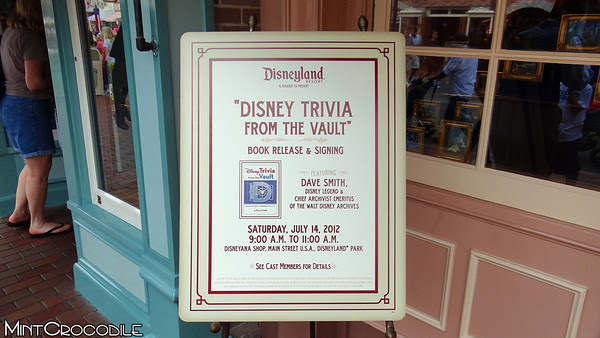 Disneyland
RESORT
IS PLEASED TO PRESENT
"DISNEY TRIVIA
FROM THE VAULT"
BOOK RELEASE & SIGNING
Disney Trivia
from the Vault
D
FEATURING
DAVE SMITH,
DISNEY LEGEND &
CHIEF ARCHIVIST EMERITUS
OF THE WALT DISNEY ARCHIVES
SATURDAY, JULY 14, 2012
9:00 A.M. TO 11:00 A.M.
DISNEYANA SHOP, MAIN STREET U.S.A., DISNEYLAND® PARK
SEE CAST MEMBERS FOR DETAILS
MINTCROCODILE